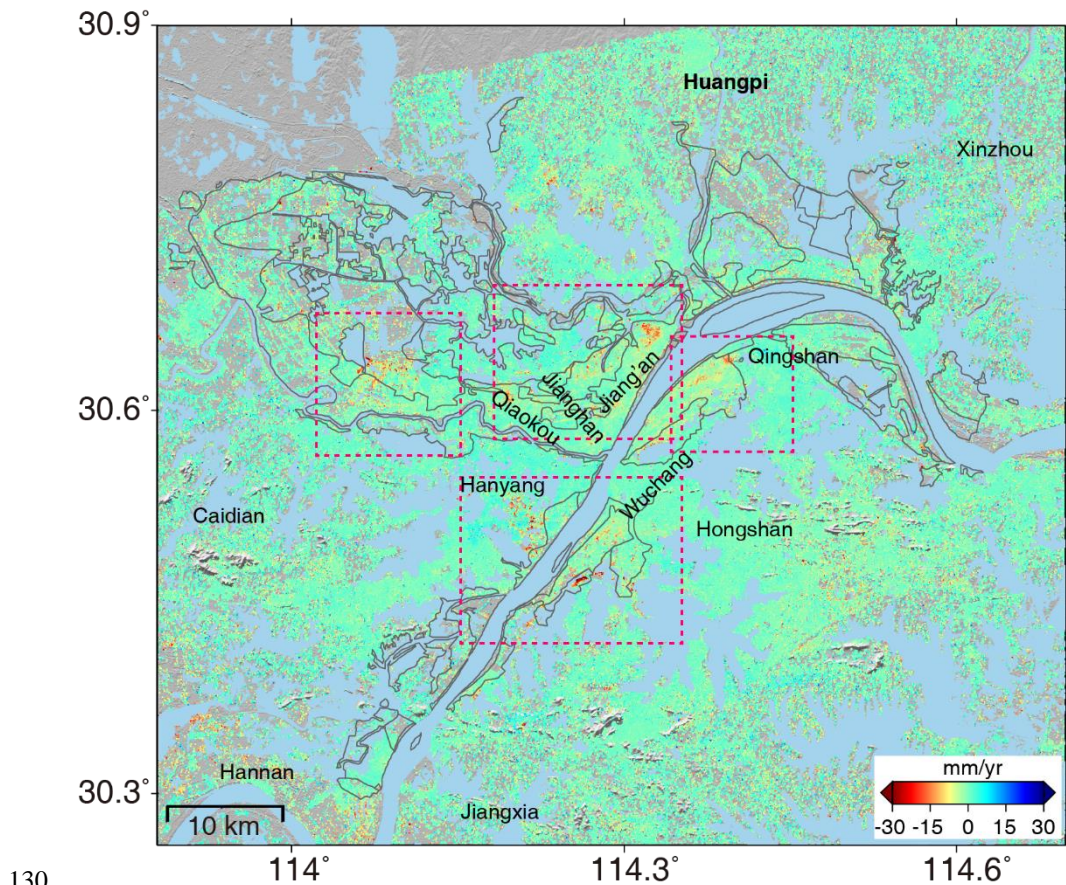 30.9°
Huangpi
Xinzhou
Qingshan
Jiang'an
Jianghan
30.6°
Qiaokou
Hanyang
Wuchang
Caidian
Hongshan
mm/yr
Hannan
30.3°
10 km
Jiangxia
-30 -15 0 15 30
130
114° 114.3° 114.6°